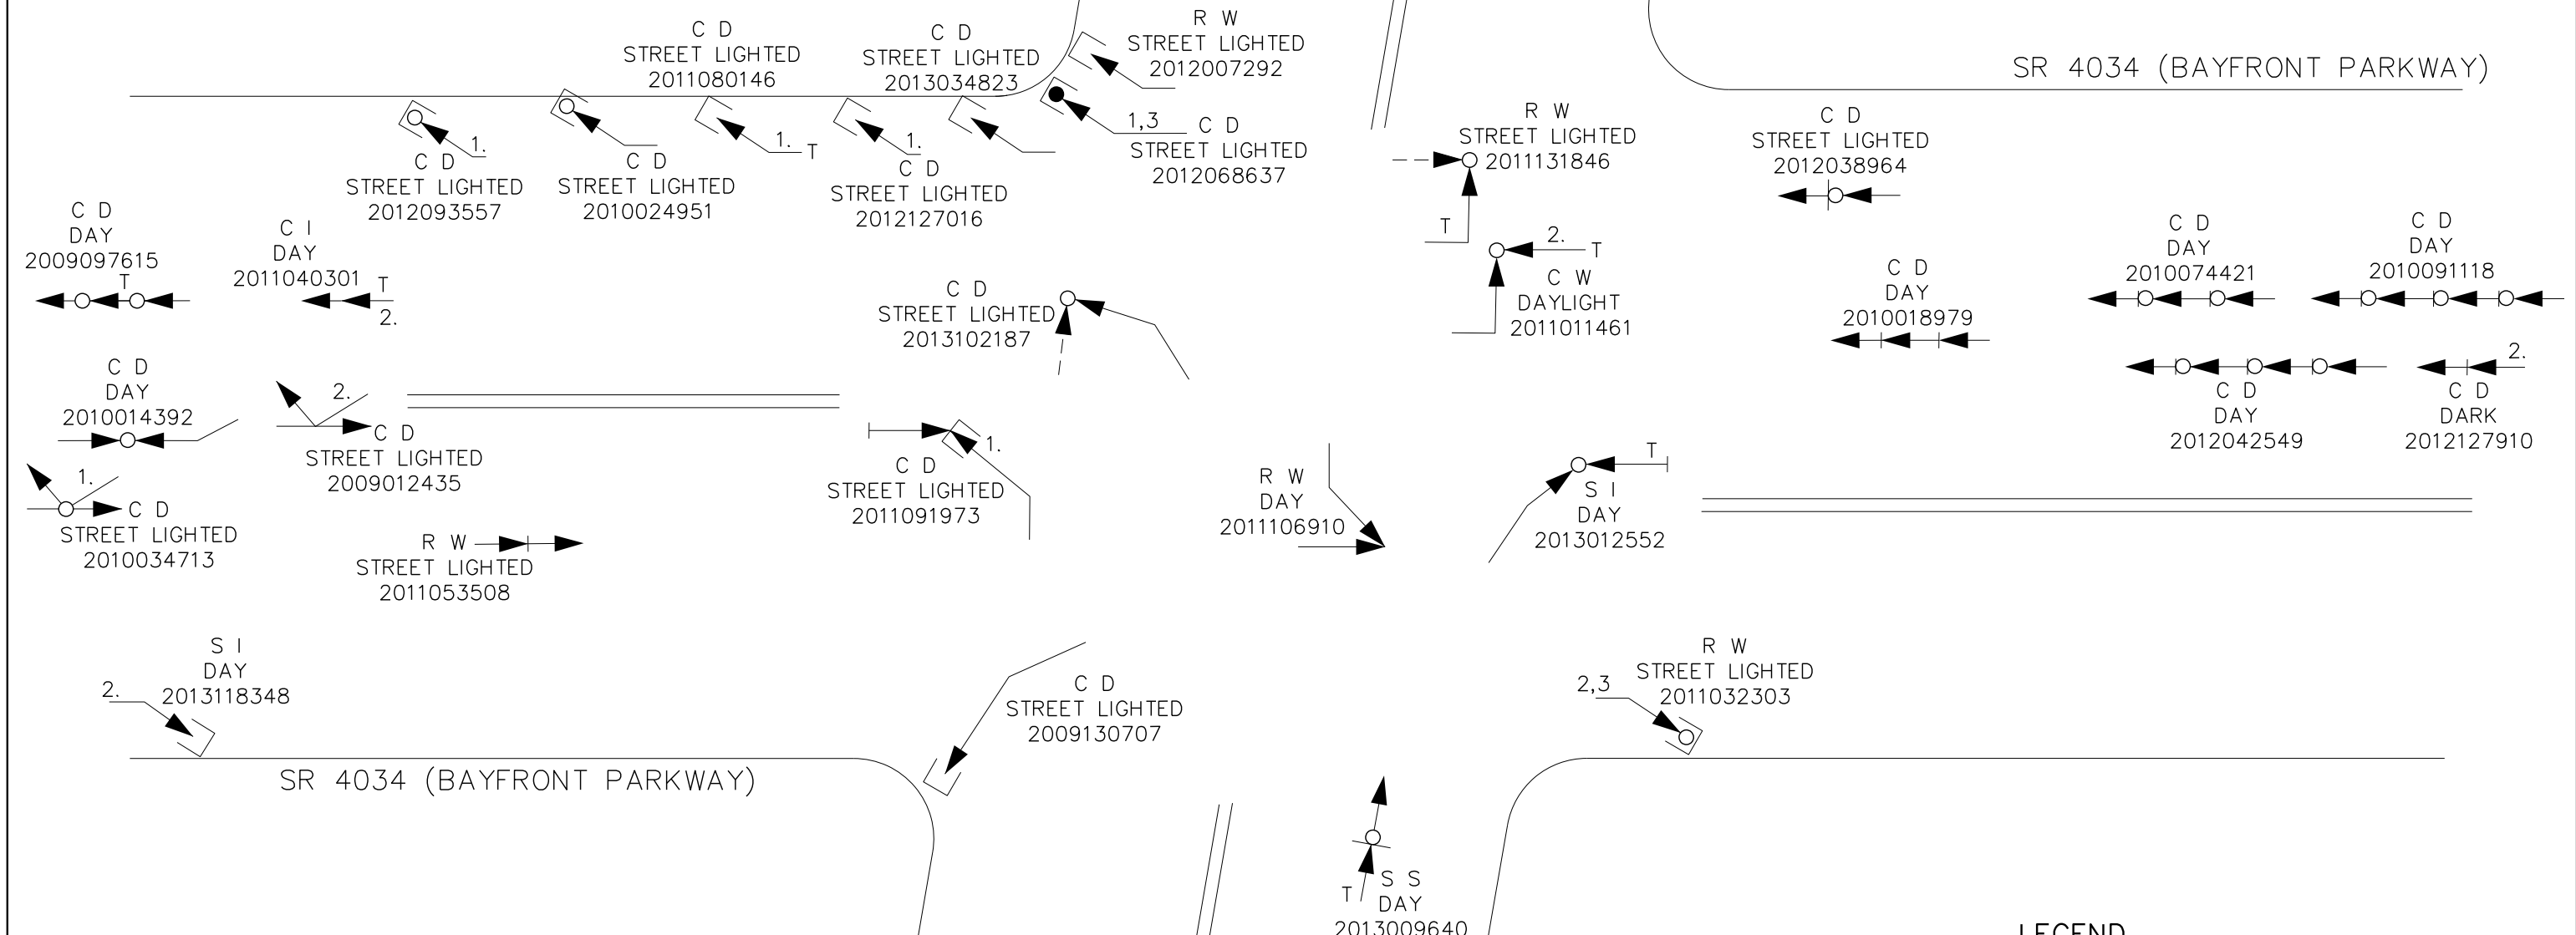 C D
STREET LIGHTED
2011080146
C D
STREET LIGHTED
2013034823
R W
STREET LIGHTED
2012007292
SR 4034 (BAYFRONT PARKWAY)
1.
C D
STREET LIGHTED
2012093557
C D
STREET LIGHTED
2010024951
1.
T
1.
C D
STREET LIGHTED
2012127016
1,3
C D
STREET LIGHTED
2012068637
R W
STREET LIGHTED
2011131846
T
C D
STREET LIGHTED
2012038964
C D
DAY
2009097615
T
C I
DAY
2011040301
T
2.
C D
STREET LIGHTED
2013102187
2.
T
C W
DAYLIGHT
2011011461
C D
DAY
2010018979
C D
DAY
2010074421
C D
DAY
2010091118
C D
DAY
2010014392
2.
C D
STREET LIGHTED
2009012435
1.
C D
STREET LIGHTED
2011091973
C D
DAY
2012042549
2.
C D
DARK
2012127910
1.
C D
STREET LIGHTED
2010034713
R W
STREET LIGHTED
2011053508
R W
DAY
2011106910
T
S I
DAY
2013012552
2.
S I
DAY
2013118348
C D
STREET LIGHTED
2009130707
2,3
R W
STREET LIGHTED
2011032303
SR 4034 (BAYFRONT PARKWAY)
T
S S
DAY
2013009640
LEGEND